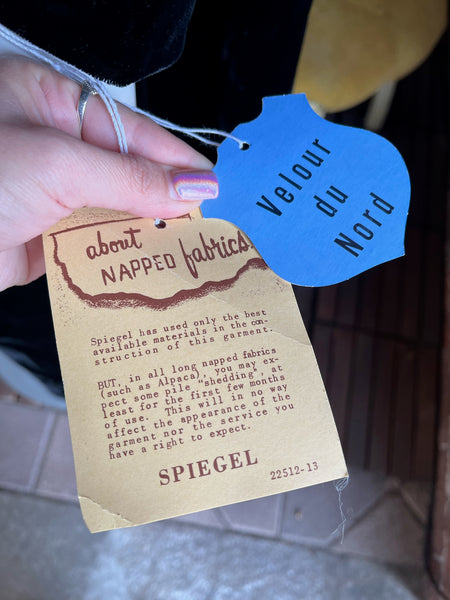 Velour
du
Nord
about
NAPPED fabrics.
Spiegel has used only the best
available materials in the con-
struction of this garment.
BUT, in all long napped fabrics
(such as Alpaca), you may ex-
pect some pile "shedding", at
least for the first few months
of use. This will in no way
affect the appearance of the
garment nor the service you
have a right to expect.
SPIEGEL
22512-13